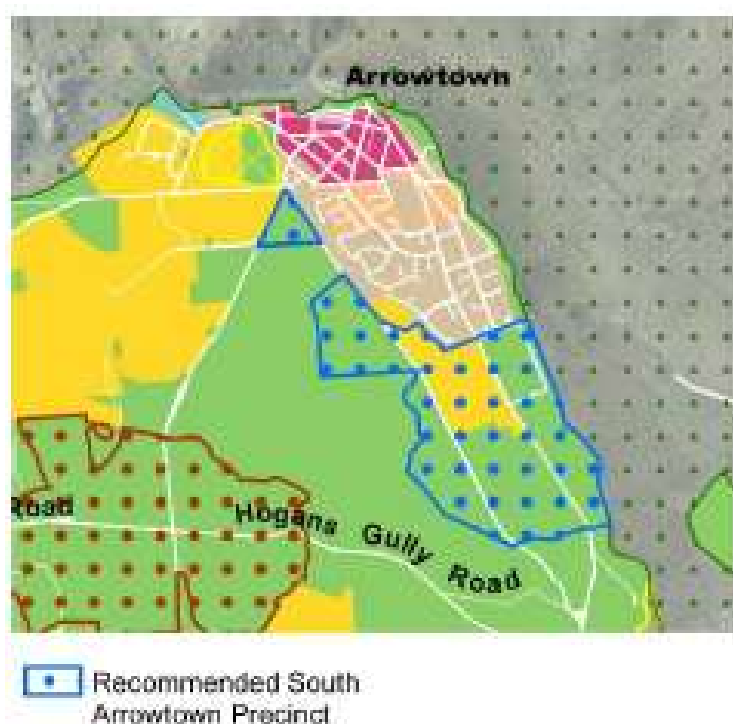 Arrowtown
Road
Hogans Gully Road
Recommended South
Arrowtown Precinct